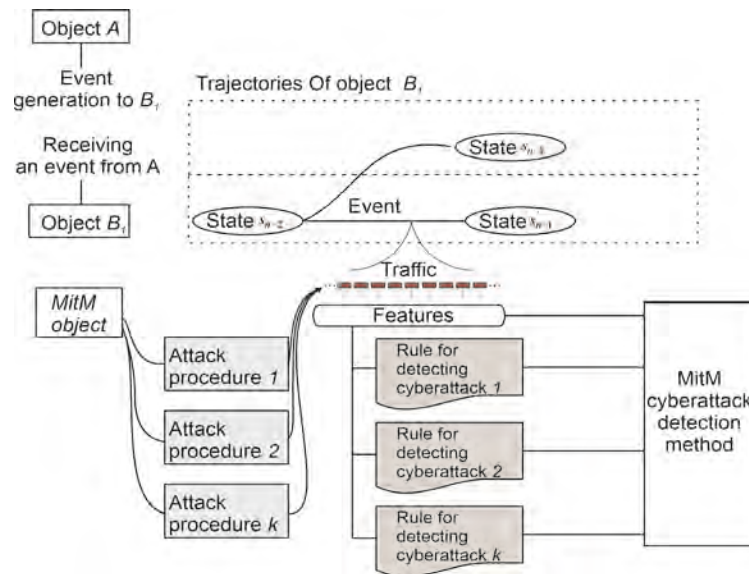 Object A
Event
generation to B₁
Receiving
an event from A
Object B₁
Trajectories Of object B₁
State
State sₙ₋₂
Event
State sₙ₋₁
Traffic
MitM
object
Attack
procedure 1
Attack
procedure 2
Attack
procedure k
Features
Rule for
detecting
cyberattack 1
Rule for
detecting
cyberattack 2
Rule for
detecting
cyberattack k
MitM
cyberattack
detection
method